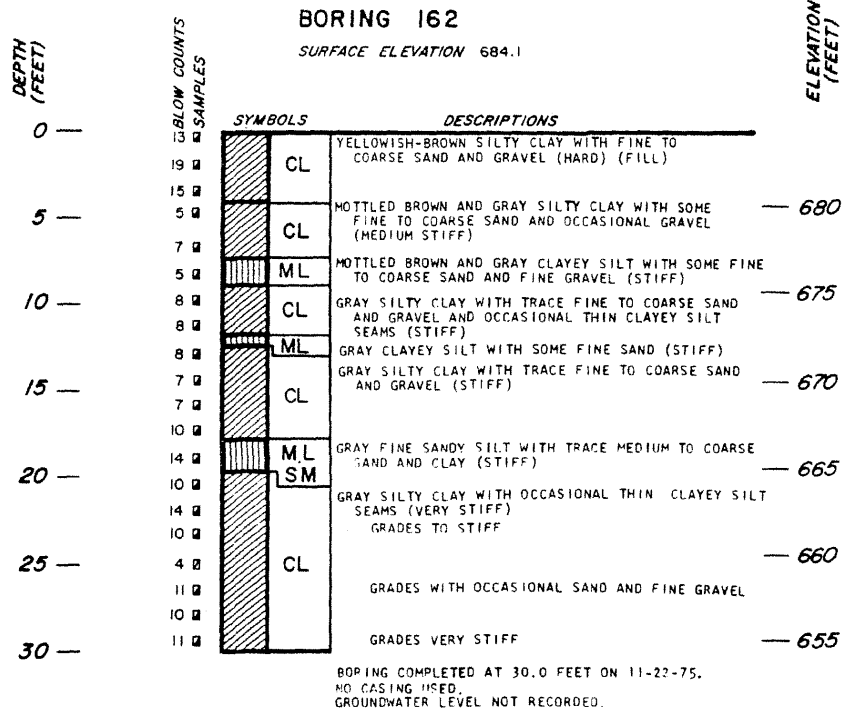 BORING 162
SURFACE ELEVATION 684.1
DEPTH (FEET)
BLOW COUNTS
SAMPLES
ELEVATION (FEET)
SYMBOLS DESCRIPTIONS
0
13
YELLOWISH-BROWN SILTY CLAY WITH FINE TO
COARSE SAND AND GRAVEL (HARD) (FILL)
19
CL
15
5
5
MOTTLED BROWN AND GRAY SILTY CLAY WITH SOME
FINE TO COARSE SAND AND OCCASIONAL GRAVEL
(MEDIUM STIFF)
680
CL
7
5
ML
MOTTLED BROWN AND GRAY CLAYEY SILT WITH SOME FINE
TO COARSE SAND AND FINE GRAVEL (STIFF)
675
10
8
CL
GRAY SILTY CLAY WITH TRACE FINE TO COARSE SAND
AND GRAVEL AND OCCASIONAL THIN CLAYEY SILT
SEAMS (STIFF)
8
8
ML
GRAY CLAYEY SILT WITH SOME FINE SAND (STIFF)
GRAY SILTY CLAY WITH TRACE FINE TO COARSE SAND
AND GRAVEL (STIFF)
15
7
670
7
CL
10
14
ML
SM
GRAY FINE SANDY SILT WITH TRACE MEDIUM TO COARSE
SAND AND CLAY (STIFF)
665
20
10
GRAY SILTY CLAY WITH OCCASIONAL THIN CLAYEY SILT
SEAMS (VERY STIFF)
14
10
GRADES TO STIFF
25
4
CL
660
11
GRADES WITH OCCASIONAL SAND AND FINE GRAVEL
10
11
GRADES VERY STIFF
655
30
BORING COMPLETED AT 30.0 FEET ON 11-22-75.
NO CASING USED.
GROUNDWATER LEVEL NOT RECORDED.